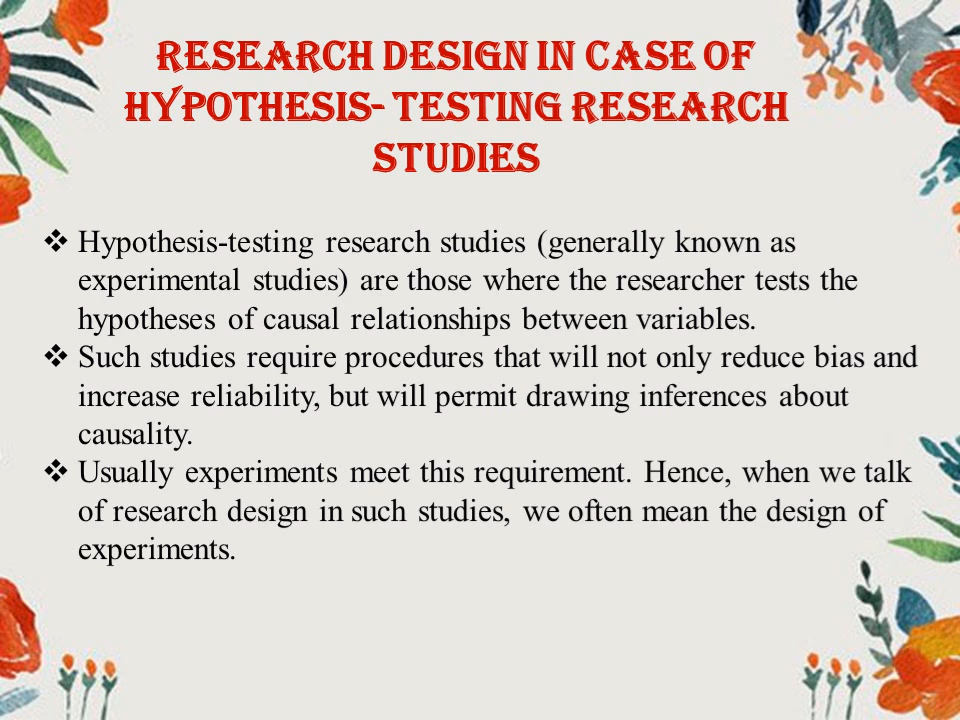 RESEARCH DESIGN IN CASE OF
HYPOTHESIS- TESTING RESEARCH
STUDIES
❖ Hypothesis-testing research studies (generally known as
experimental studies) are those where the researcher tests the
hypotheses of causal relationships between variables.
❖ Such studies require procedures that will not only reduce bias and
increase reliability, but will permit drawing inferences about
causality.
❖ Usually experiments meet this requirement. Hence, when we talk
of research design in such studies, we often mean the design of
experiments.